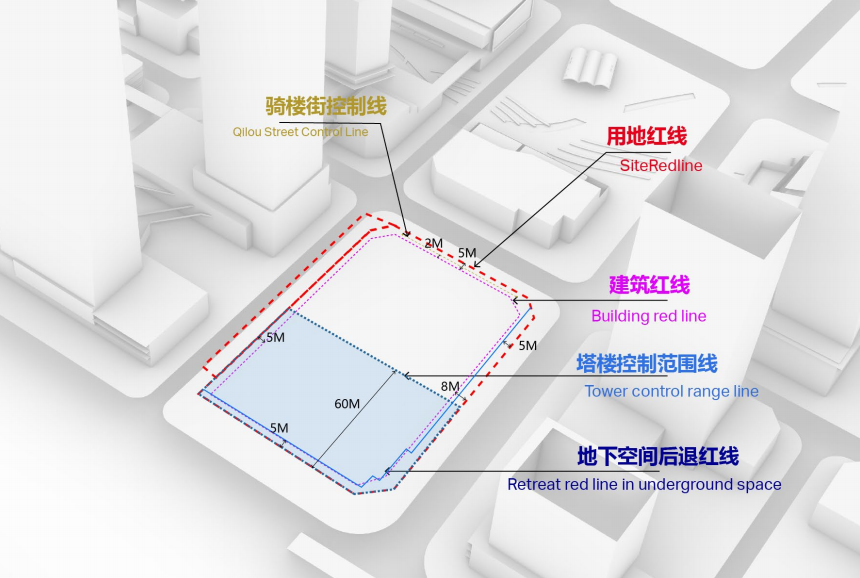 骑楼街控制线
Qilou Street Control Line
用地红线
SiteRedline
2M
5M
建筑红线
Building red line
5M
5M
塔楼控制范围线
Tower control range line
8M
60M
5M
地下空间后退红线
Retreat red line in underground space